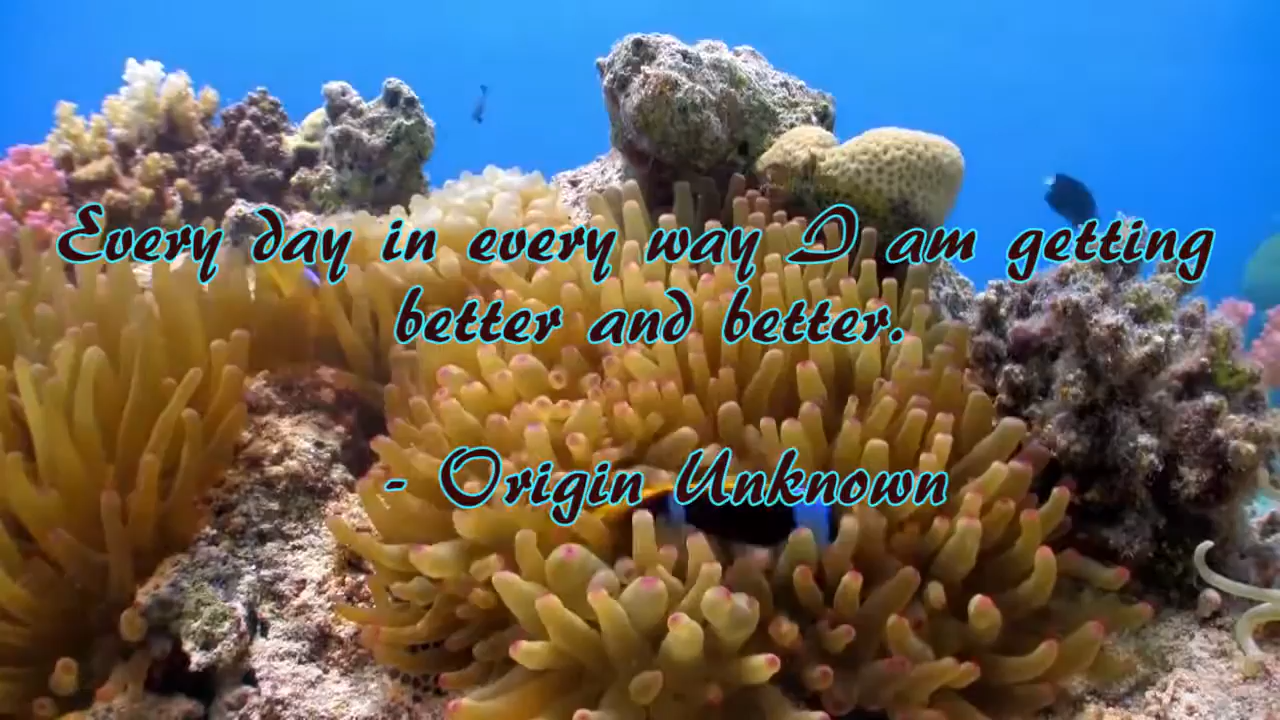 Every day in every way I am getting
better and better.
- Origin Unknown